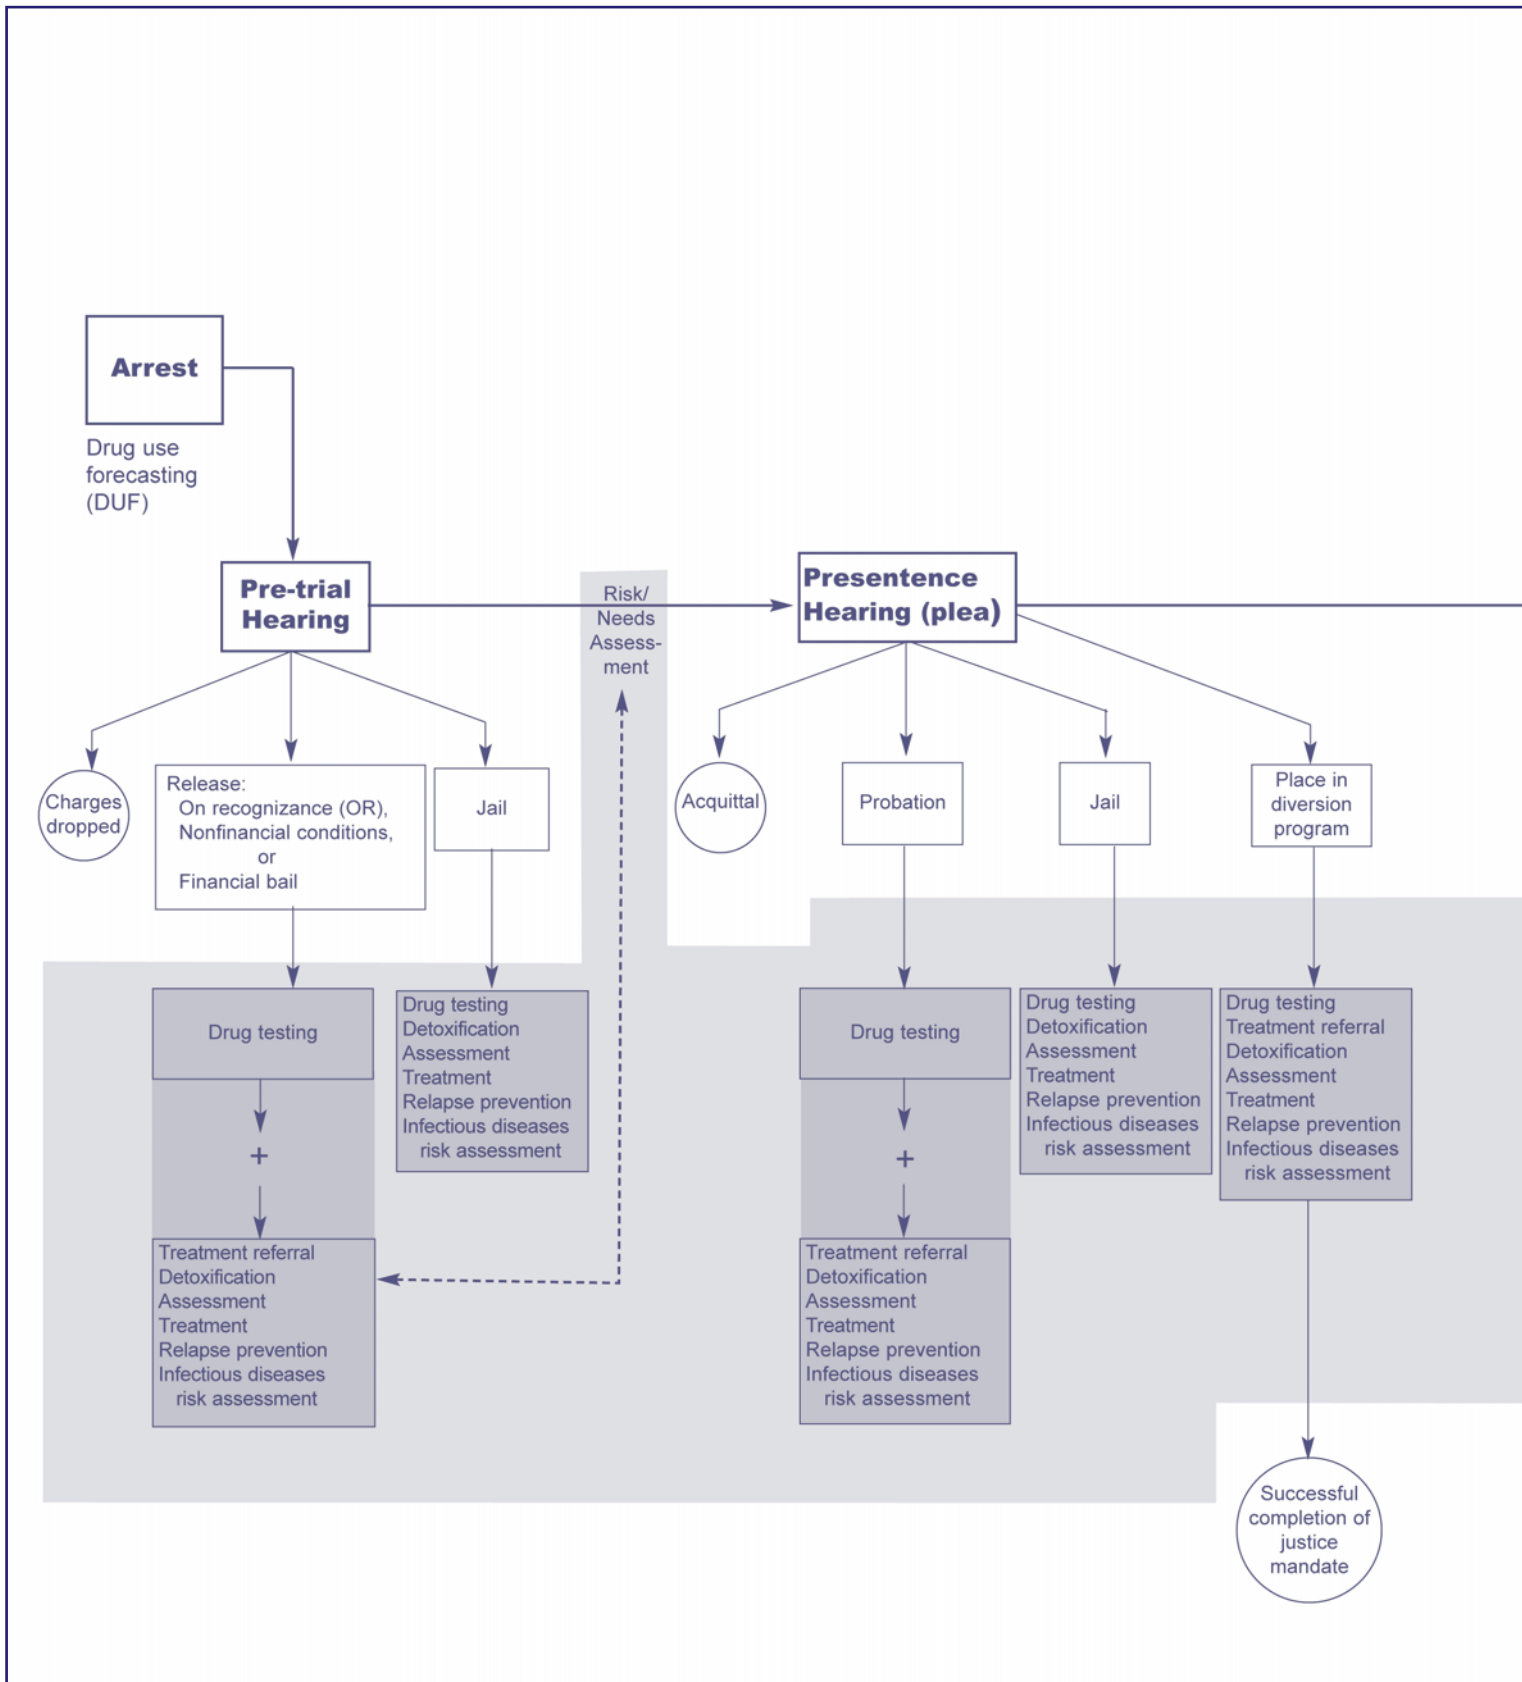 Arrest
Drug use
forecasting
(DUF)
Pre-trial
Hearing
Risk/
Needs
Assess-
ment
Presentence
Hearing (plea)
Charges
dropped
Release:
On recognizance (OR),
Nonfinancial conditions,
or
Financial bail
Jail
Acquittal
Probation
Jail
Place in
diversion
program
Drug testing
+
Treatment referral
Detoxification
Assessment
Treatment
Relapse prevention
Infectious diseases
risk assessment
Drug testing
Detoxification
Assessment
Treatment
Relapse prevention
Infectious diseases
risk assessment
Drug testing
+
Treatment referral
Detoxification
Assessment
Treatment
Relapse prevention
Infectious diseases
risk assessment
Drug testing
Detoxification
Assessment
Treatment
Relapse prevention
Infectious diseases
risk assessment
Drug testing
Treatment referral
Detoxification
Assessment
Treatment
Relapse prevention
Infectious diseases
risk assessment
Successful
completion of
justice
mandate